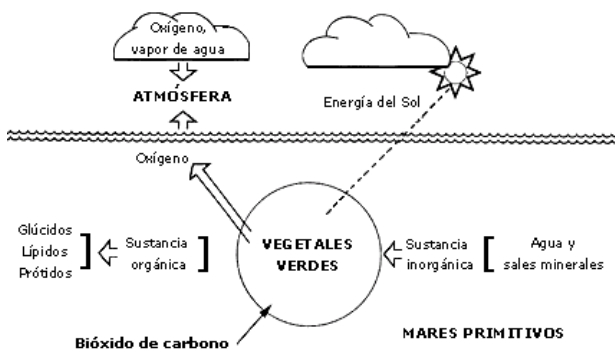 Oxígeno,
vapor de agua
ATMÓSFERA
Energía del Sol
Oxígeno
Glúcidos
Lípidos
Prótidos
Sustancia
orgánica
VEGETALES
VERDES
Sustancia
inorgánica
Agua y
sales minerales
Bióxido de carbono
MARES PRIMITIVOS